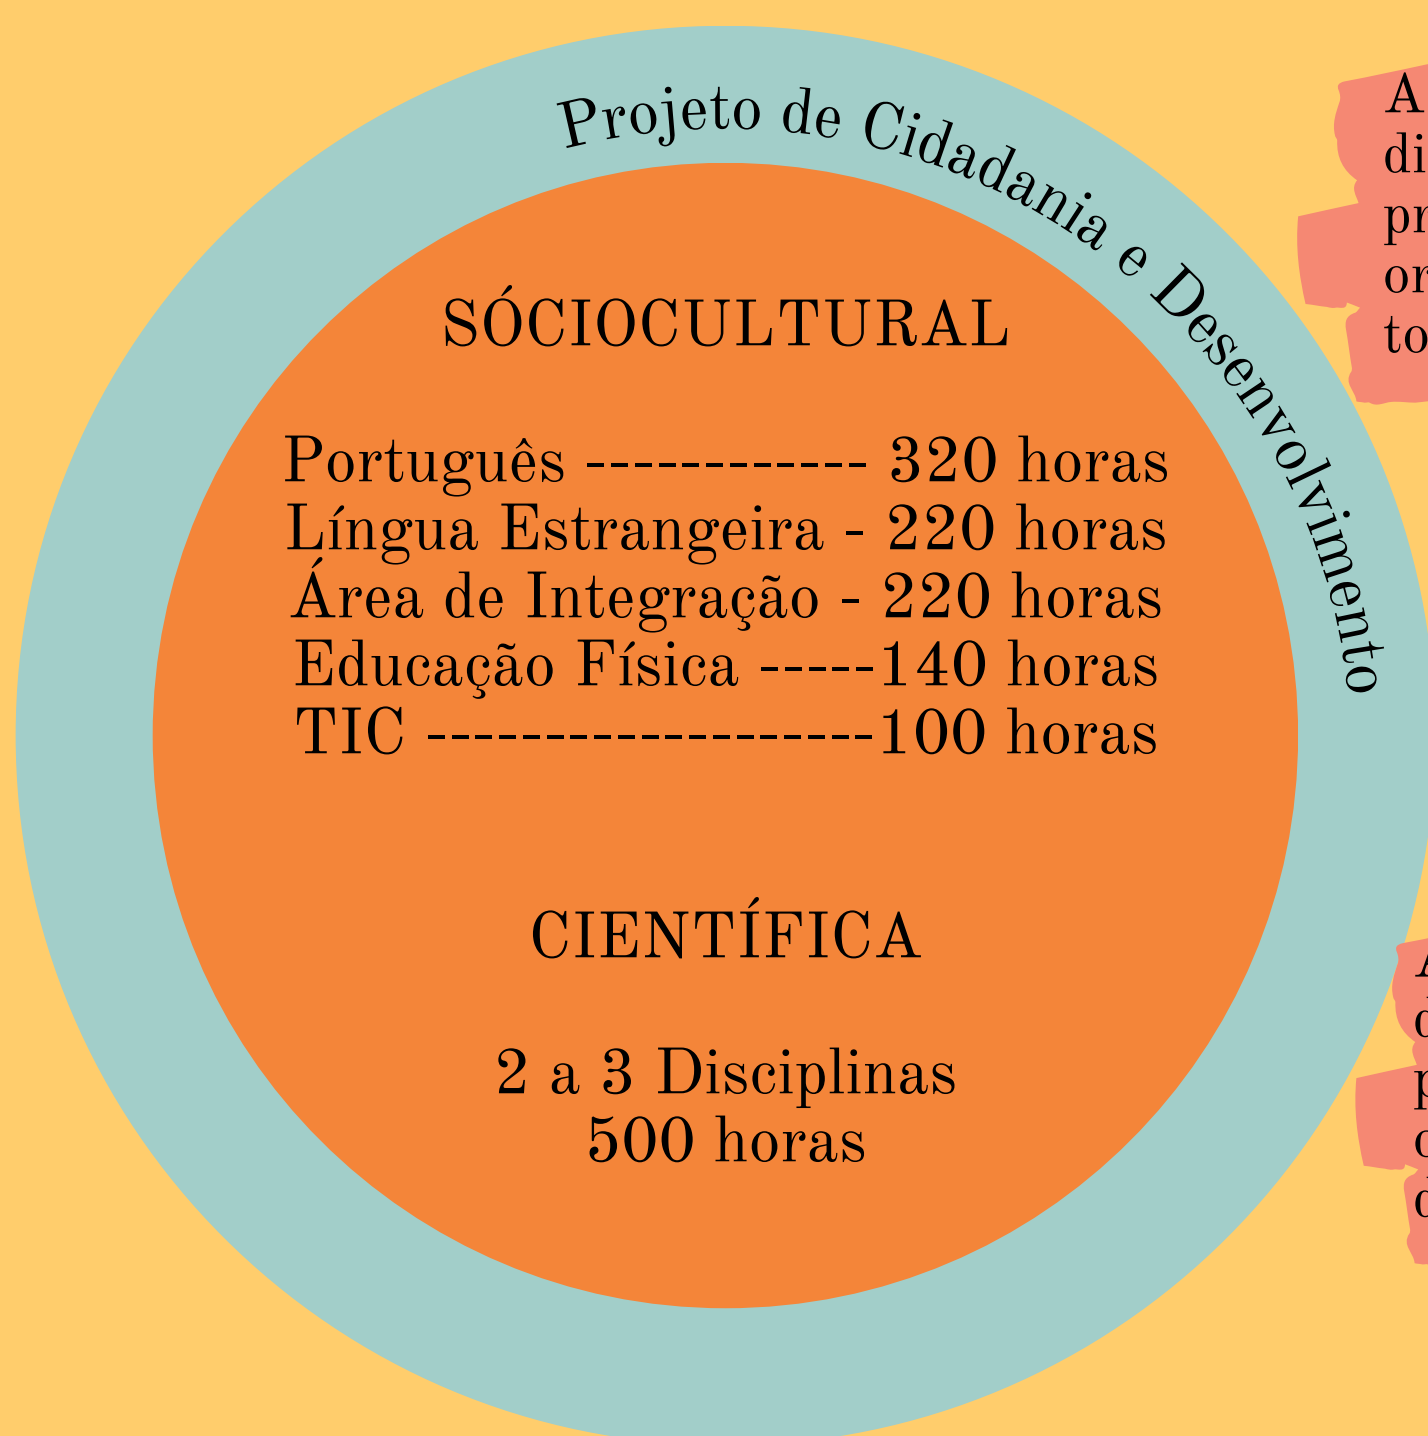 Projeto de Cidadania e Desenvolvimento
SÓCIOCULTURAL
Português ------------ 320 horas
Língua Estrangeira - 220 horas
Área de Integração - 220 horas
Educação Física -----140 horas
TIC -------------------100 horas
CIENTÍFICA
2 a 3 Disciplinas
500 horas